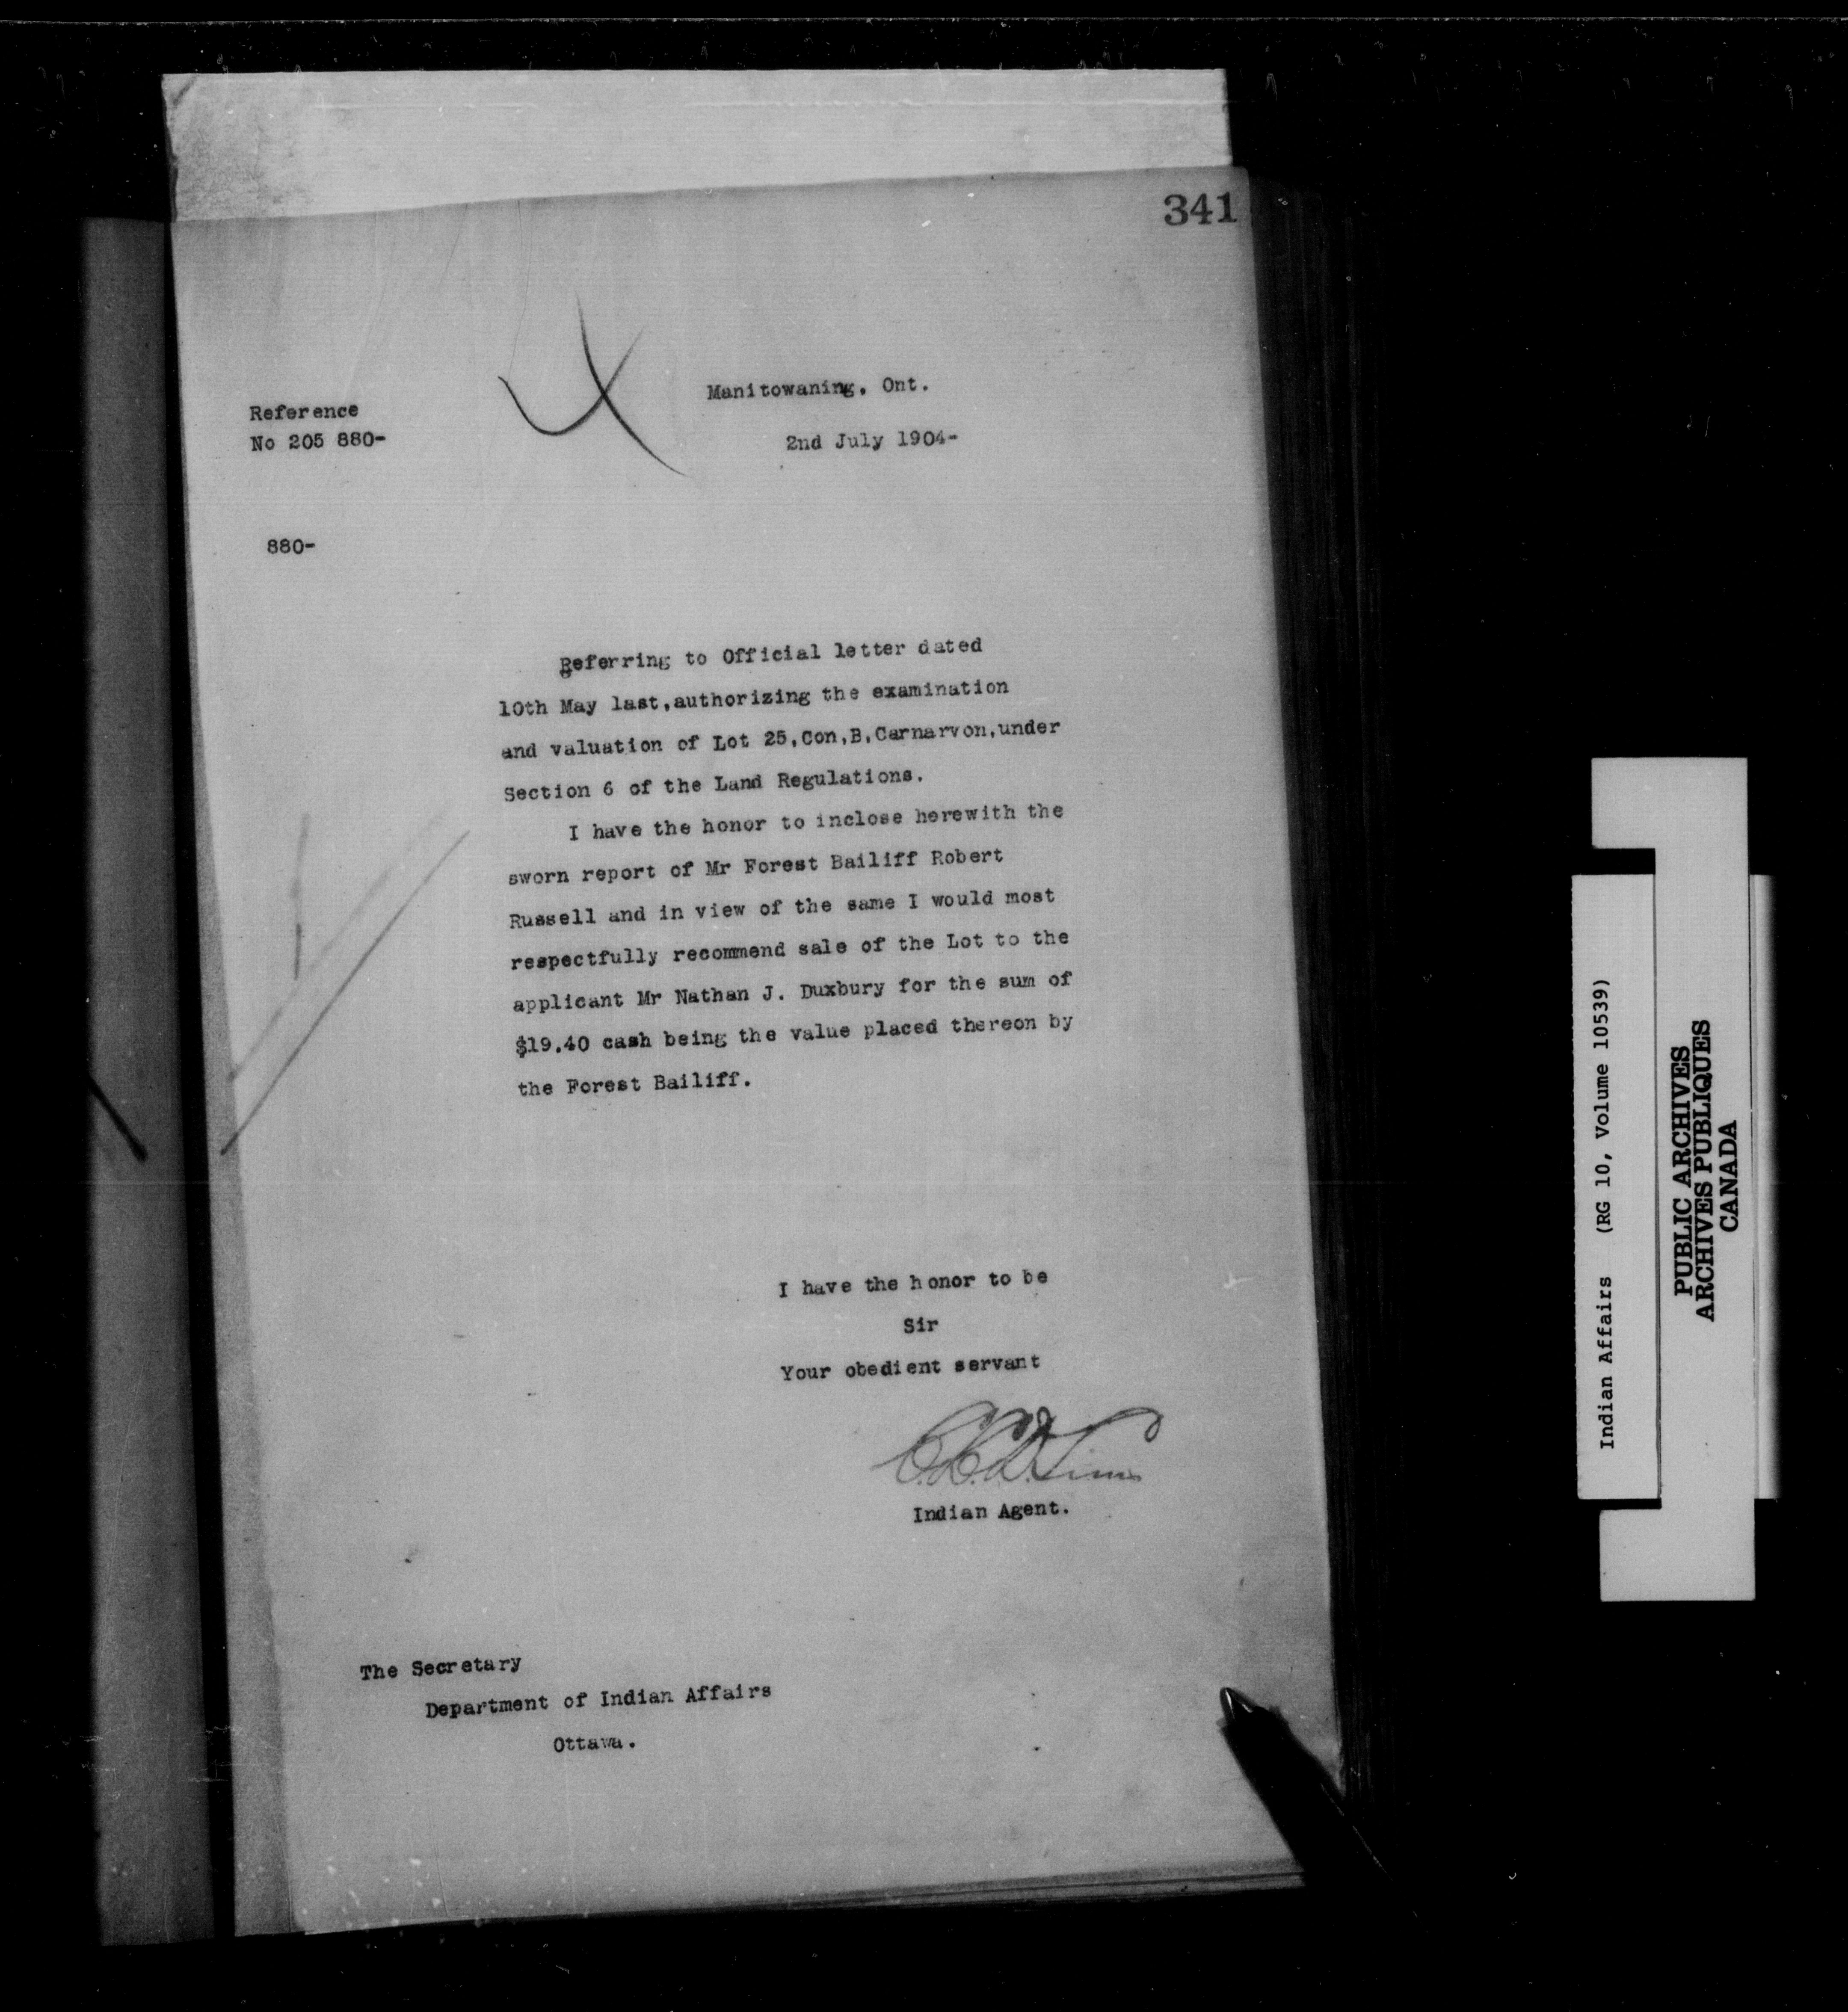 341
Manitowaning, Ont.
Reference
No 205 880-
2nd July 1904-
880-
Referring to Official letter dated
10th May last,authorizing the examination
and valuation of Lot 25,Con,B,Carnarvon,under
Section 6 of the Land Regulations.
I have the honor to inclose herewith the
sworn report of Mr Forest Bailiff Robert
Russell and in view of the same I would most
respectfully recommend sale of the Lot to the
applicant Mr Nathan J. Duxbury for the sum of
$19.40 cash being the value placed thereon by
the Forest Bailiff.
I have the honor to be
Sir
Your obedient servant
Indian Agent.
The Secretary
Department of Indian Affairs
Ottawa.
Indian Affairs (RG 10, Volume 10539)
PUBLIC ARCHIVES
ARCHIVES PUBLIQUES
CANADA